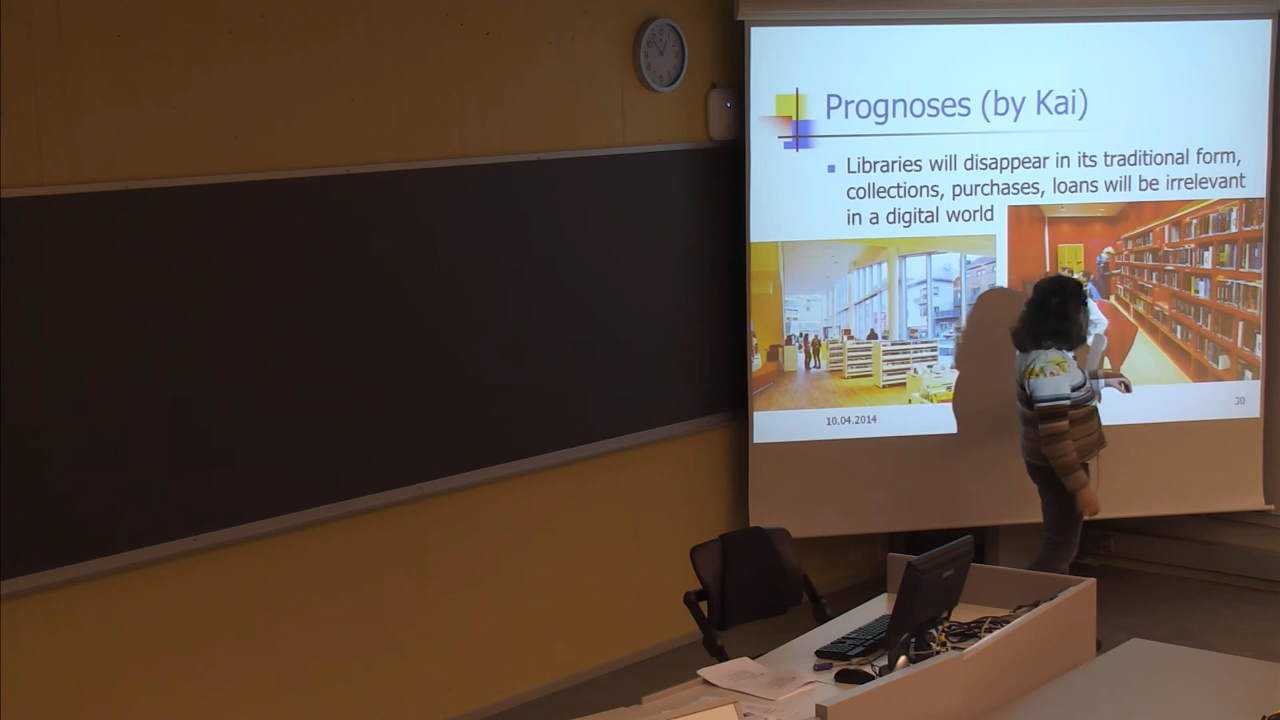 Prognoses (by Kai)
Libraries will disappear in its traditional form,
collections, purchases, loans will be irrelevant
in a digital world
10.04.2014
30